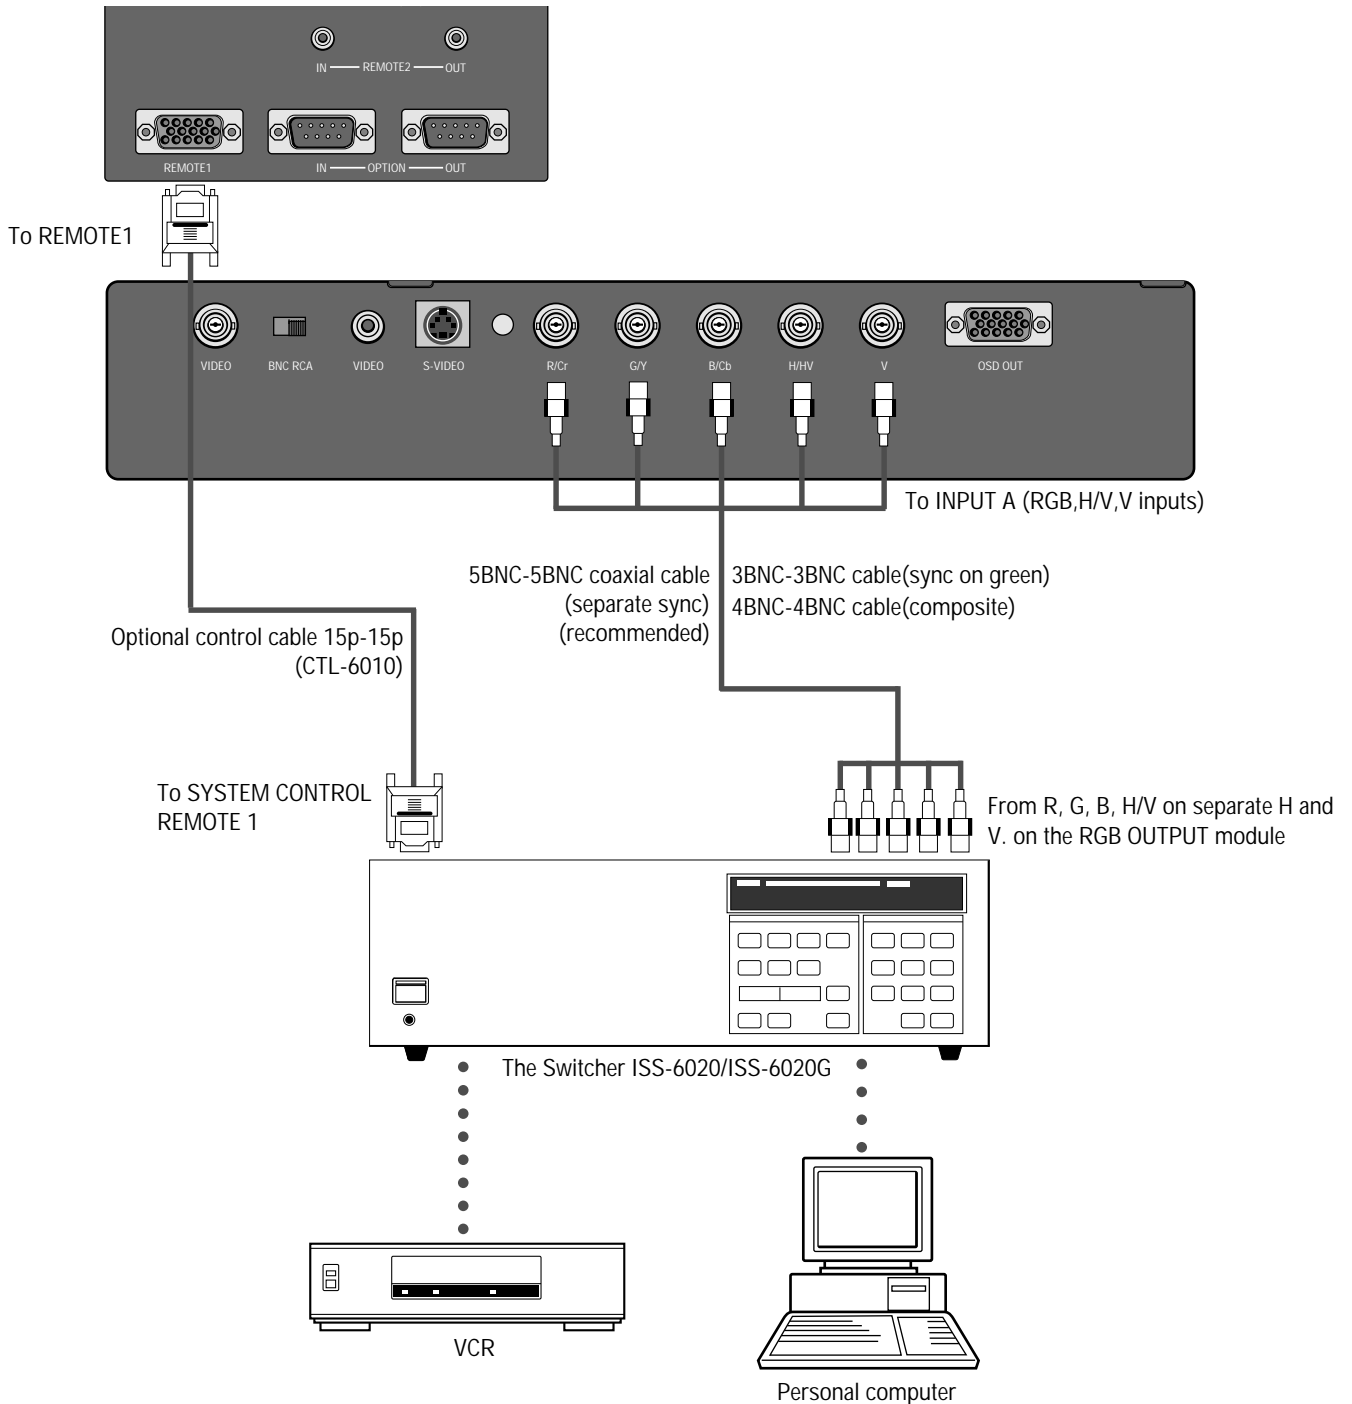 IN REMOTE2 OUT
REMOTE1 IN OPTION OUT
To REMOTE1
VIDEO BNC RCA VIDEO S-VIDEO R/Cr G/Y B/Cb H/HV V OSD OUT
To INPUT A (RGB,H/V,V inputs)
5BNC-5BNC coaxial cable
(separate sync)
(recommended)
3BNC-3BNC cable(sync on green)
4BNC-4BNC cable(composite)
Optional control cable 15p-15p
(CTL-6010)
To SYSTEM CONTROL
REMOTE 1
From R, G, B, H/V on separate H and
V. on the RGB OUTPUT module
The Switcher ISS-6020/ISS-6020G
VCR
Personal computer